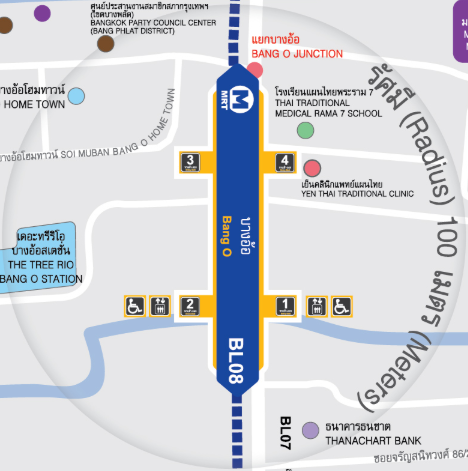 ศูนย์ประสานงานสมาชิกสภากรุงเทพฯ
(เขตบางพลัด)
BANGKOK PARTY COUNCIL CENTER
(BANG PHLAT DISTRICT)
แยกบางอ้อ
BANG O JUNCTION
MRT
โรงเรียนแผนไทยพระราม 7
THAI TRADITIONAL
MEDICAL RAMA 7 SCHOOL
บางอ้อโฮมทาวน์
HOME TOWN
บางอ้อโฮมทาวน์ SOI MUBAN BANG O HOME TOWN
3
4
เย็นคลินิกแพทย์แผนไทย
YEN THAI TRADITIONAL CLINIC
รัศมี (Radius) 100 เมตร (Meters)
บางอ้อ
Bang O
เดอะทรีริโอ
บางอ้อสเตชั่น
THE TREE RIO
BANG O STATION
2
1
BL08
BL07
ธนาคารธนชาต
THANACHART BANK
ซอยจรัญสนิทวงศ์ 86/